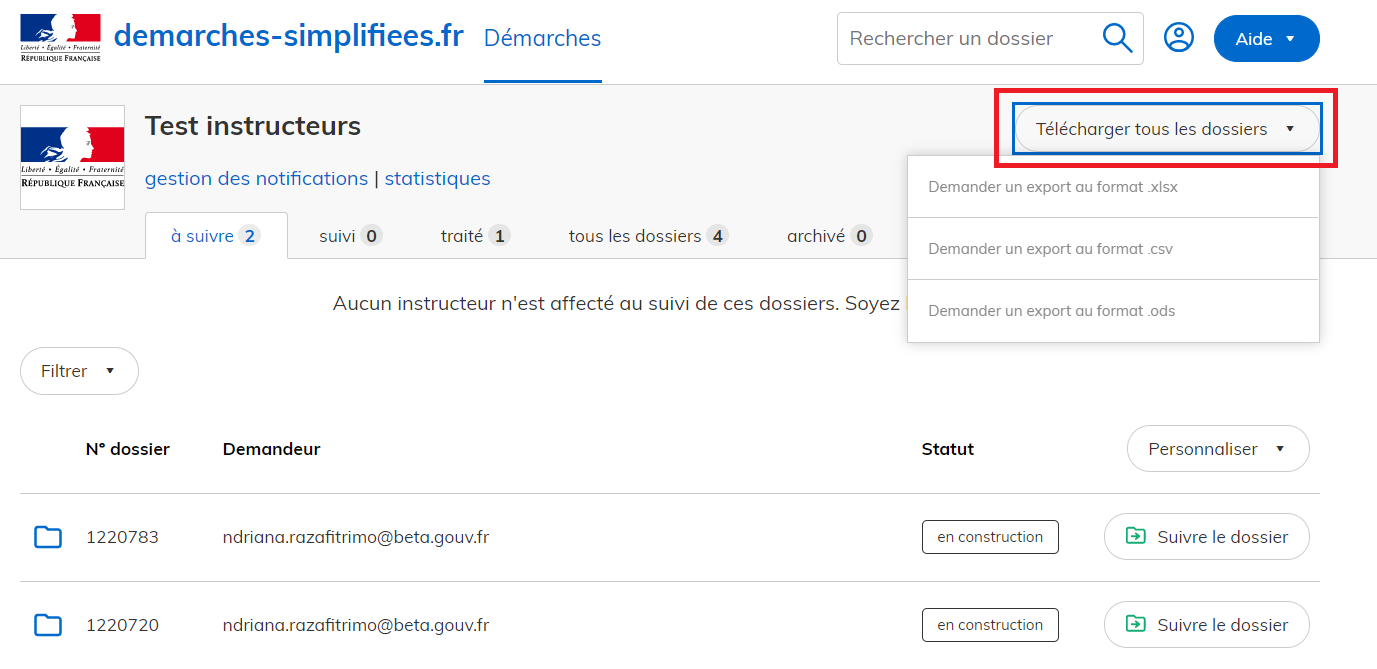 demarches-simplifiees.fr Démarches Rechercher un dossier Aide
Liberté • Égalité • Fraternité
RÉPUBLIQUE FRANÇAISE
Test instructeurs Télécharger tous les dossiers
Liberté • Égalité • Fraternité
RÉPUBLIQUE FRANÇAISE
gestion des notifications | statistiques
Demander un export au format .xlsx
à suivre 2 suivi 0 traité 1 tous les dossiers 4 archivé 0
Demander un export au format .csv
Aucun instructeur n'est affecté au suivi de ces dossiers. Soyez
Demander un export au format .ods
Filtrer
N° dossier Demandeur Statut Personnaliser
1220783 ndriana.razafitrimo@beta.gouv.fr en construction Suivre le dossier
1220720 ndriana.razafitrimo@beta.gouv.fr en construction Suivre le dossier